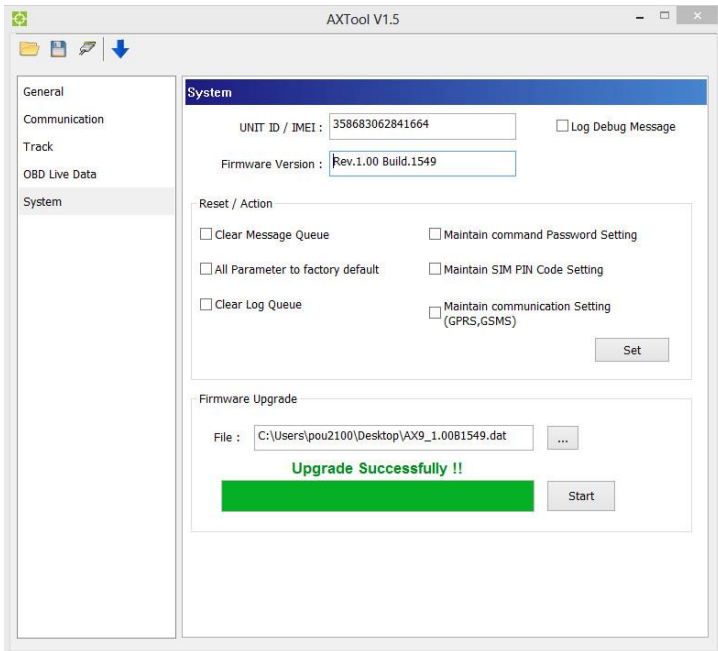 AXTool V1.5
General
Communication
Track
OBD Live Data
System
System
UNIT ID / IMEI : 358683062841664
Log Debug Message
Firmware Version : Rev.1.00 Build.1549
Reset / Action
Clear Message Queue
Maintain command Password Setting
All Parameter to factory default
Maintain SIM PIN Code Setting
Clear Log Queue
Maintain communication Setting
(GPRS,GSMS)
Set
Firmware Upgrade
File : C:\Users\pou2100\Desktop\AX9_1.00B1549.dat
...
Upgrade Successfully !!
Start